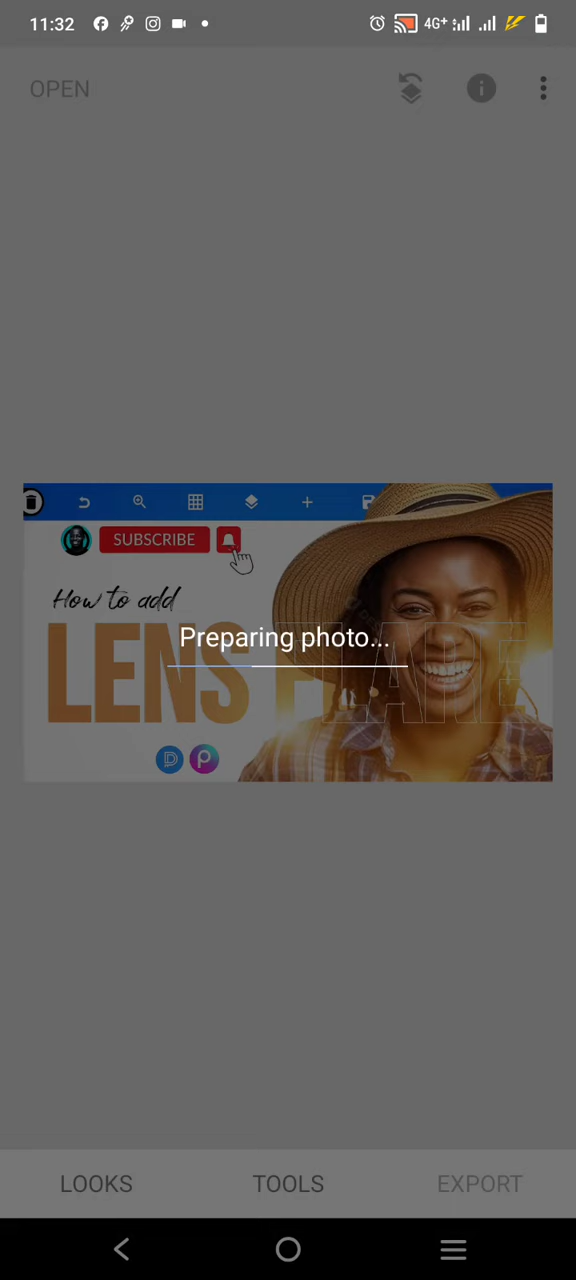 11:32
4G+
OPEN
SUBSCRIBE
How to add
LENS FLARE
Preparing photo...
LOOKS
TOOLS
EXPORT